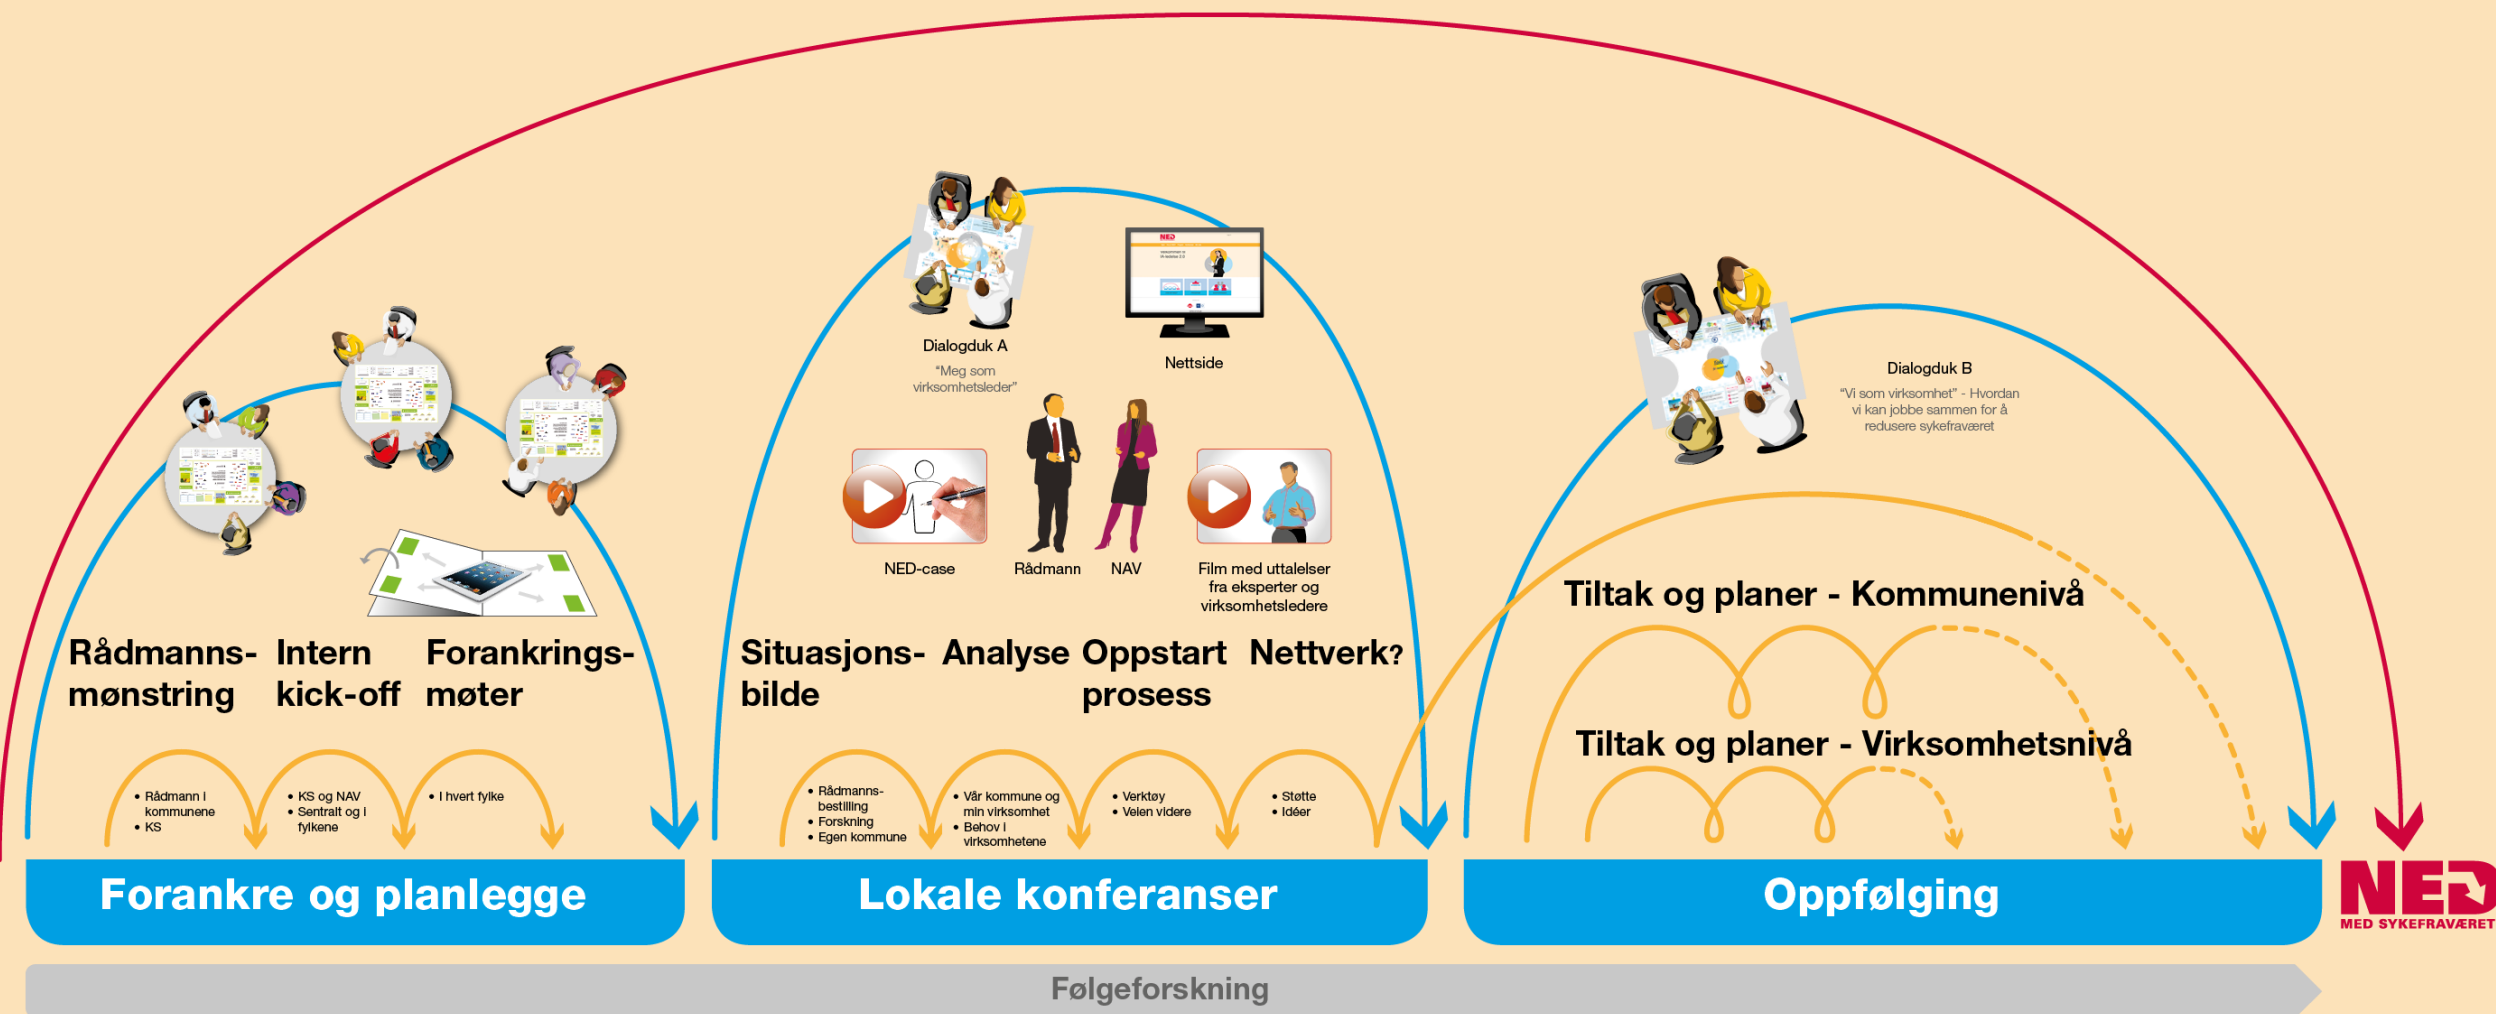 Dialogduk A
“Meg som
virksomhetsleder”
NED
Nettside
NED-case
Rådmann
NAV
Film med uttalelser
fra eksperter og
virksomhetsledere
Dialogduk B
“Vi som virksomhet” - Hvordan
vi kan jobbe sammen for å
redusere sykefraværet
Rådmanns-
mønstring
Intern
kick-off
Forankrings-
møter
• Rådmann i
kommunene
• KS
• KS og NAV
• Sentralt og i
fylkene
• I hvert fylke
Situasjons-
bilde
Analyse
Oppstart
prosess
Nettverk?
• Rådmanns-
bestilling
• Forskning
• Egen kommune
• Vår kommune og
min virksomhet
• Behov i
virksomhetene
• Verktøy
• Veien videre
• Støtte
• Idéer
Tiltak og planer - Kommunenivå
Tiltak og planer - Virksomhetsnivå
Forankre og planlegge
Lokale konferanser
Oppfølging
NED
MED SYKEFRAVÆRET
Følgeforskning